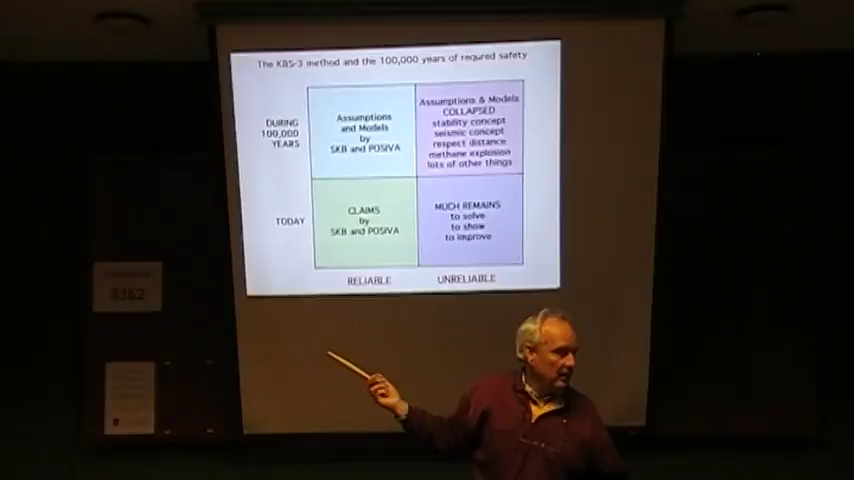 The KBS-3 method and the 100,000 years of requred safety
DURING
100,000
YEARS
Assumptions
and Models
by
SKB and POSIVA
Assumptions & Models
COLLAPSED
stability concept
seismic concept
respect distance
methane explosion
lots of other things
TODAY
CLAIMS
by
SKB and POSIVA
MUCH REMAINS
to solve
to show
to improve
RELIABLE
UNRELIABLE